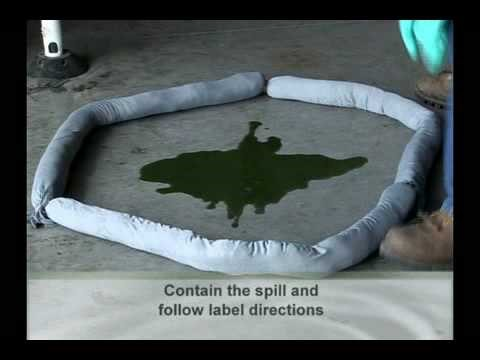 Contain the spill and
follow label directions